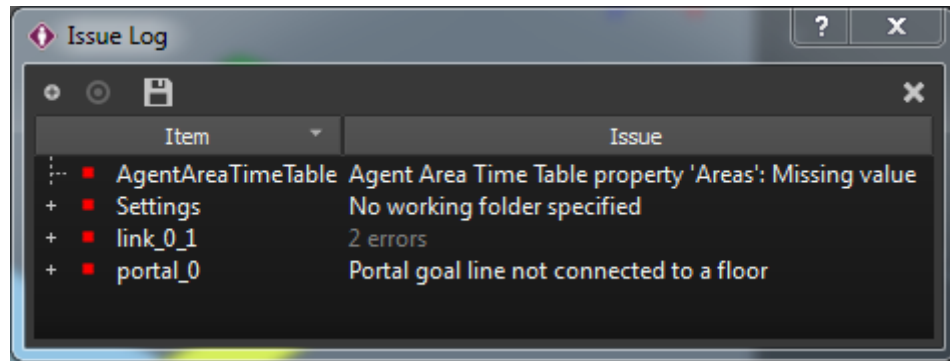 Issue Log
Item Issue
AgentAreaTimeTable Agent Area Time Table property 'Areas': Missing value
Settings No working folder specified
link_0_1 2 errors
portal_0 Portal goal line not connected to a floor